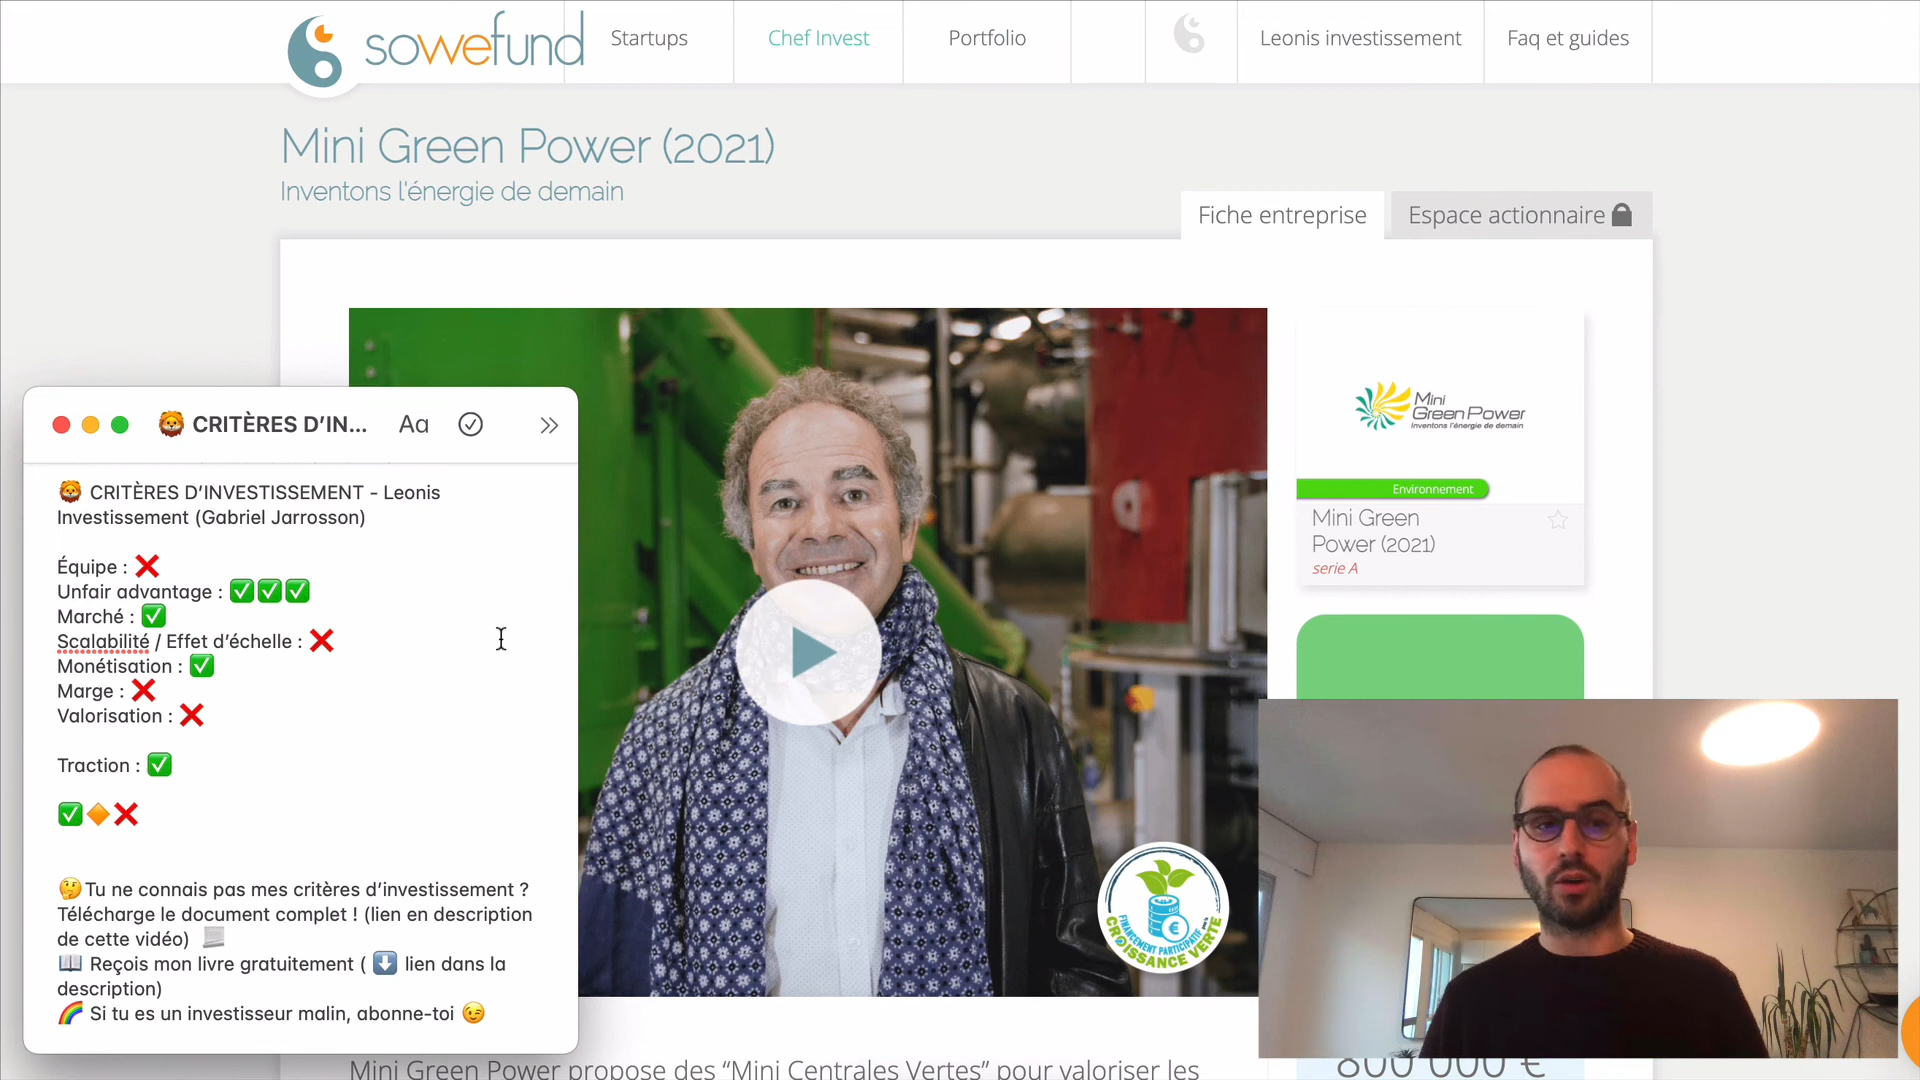 sowefund
Startups
Chef Invest
Portfolio
Leonis investissement
Faq et guides
Mini Green Power (2021)
Inventons l'énergie de demain
Fiche entreprise
Espace actionnaire
Mini
Green Power
Inventons l'énergie de demain
Environnement
Mini Green
Power (2021)
serie A
🦁 CRITÈRES D'IN...
Aa
🦁 CRITÈRES D'INVESTISSEMENT - Leonis
Investissement (Gabriel Jarrosson)
Équipe : ❌
Unfair advantage : ✅✅✅
Marché : ✅
Scalabilité / Effet d'échelle : ❌
Monétisation : ✅
Marge : ❌
Valorisation : ❌
Traction : ✅
✅🔶❌
🤔Tu ne connais pas mes critères d'investissement ?
Télécharge le document complet ! (lien en description
de cette vidéo) 📃
📖 Reçois mon livre gratuitement ( ⬇️ lien dans la
description)
🌈 Si tu es un investisseur malin, abonne-toi 😉
FINANCEMENT PARTICIPATIF
CROISSANCE VERTE
Mini Green Power propose des “Mini Centrales Vertes” pour valoriser les
800 000 €